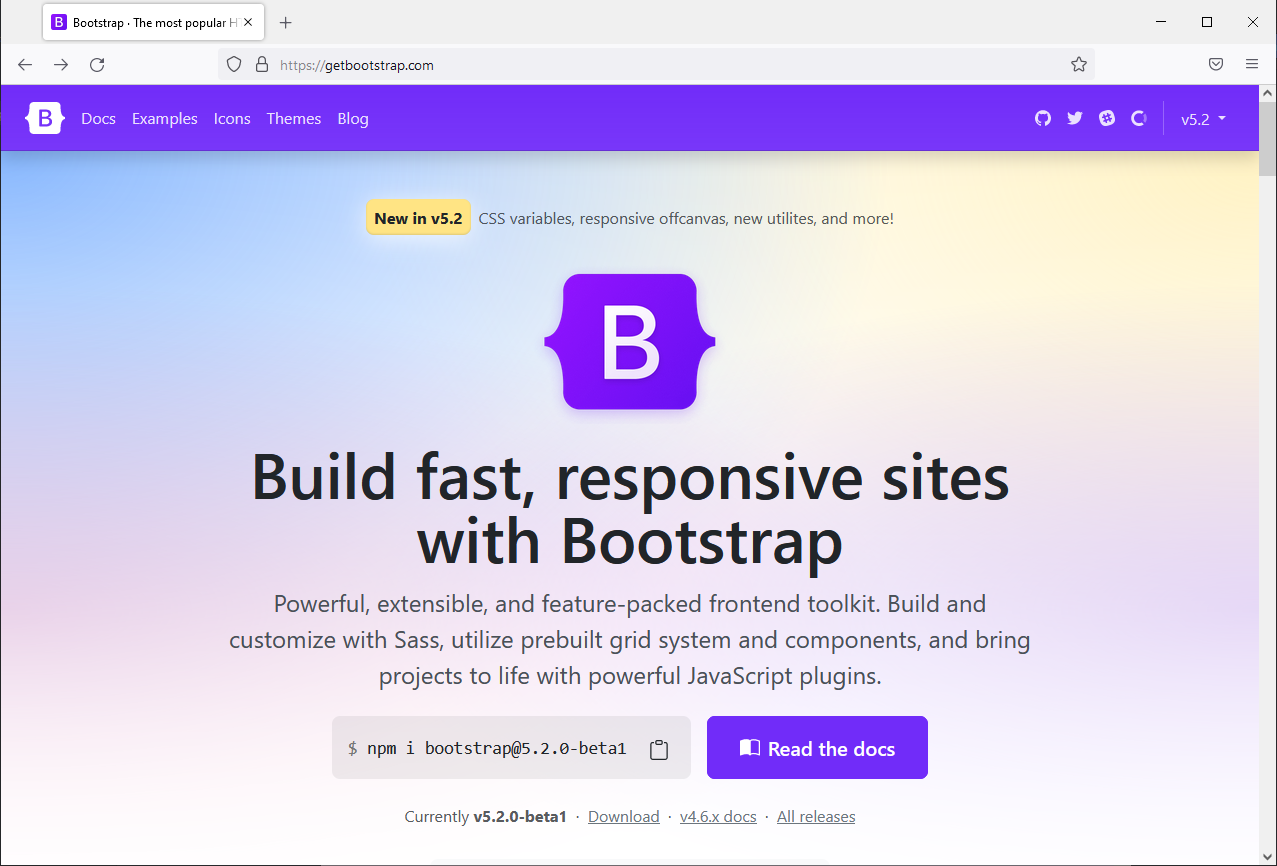 Bootstrap · The most popular H
https://getbootstrap.com
B Docs Examples Icons Themes Blog v5.2
New in v5.2 CSS variables, responsive offcanvas, new utilites, and more!
B
Build fast, responsive sites
with Bootstrap
Powerful, extensible, and feature-packed frontend toolkit. Build and
customize with Sass, utilize prebuilt grid system and components, and bring
projects to life with powerful JavaScript plugins.
$ npm i bootstrap@5.2.0-beta1 Read the docs
Currently v5.2.0-beta1 · Download · v4.6.x docs · All releases